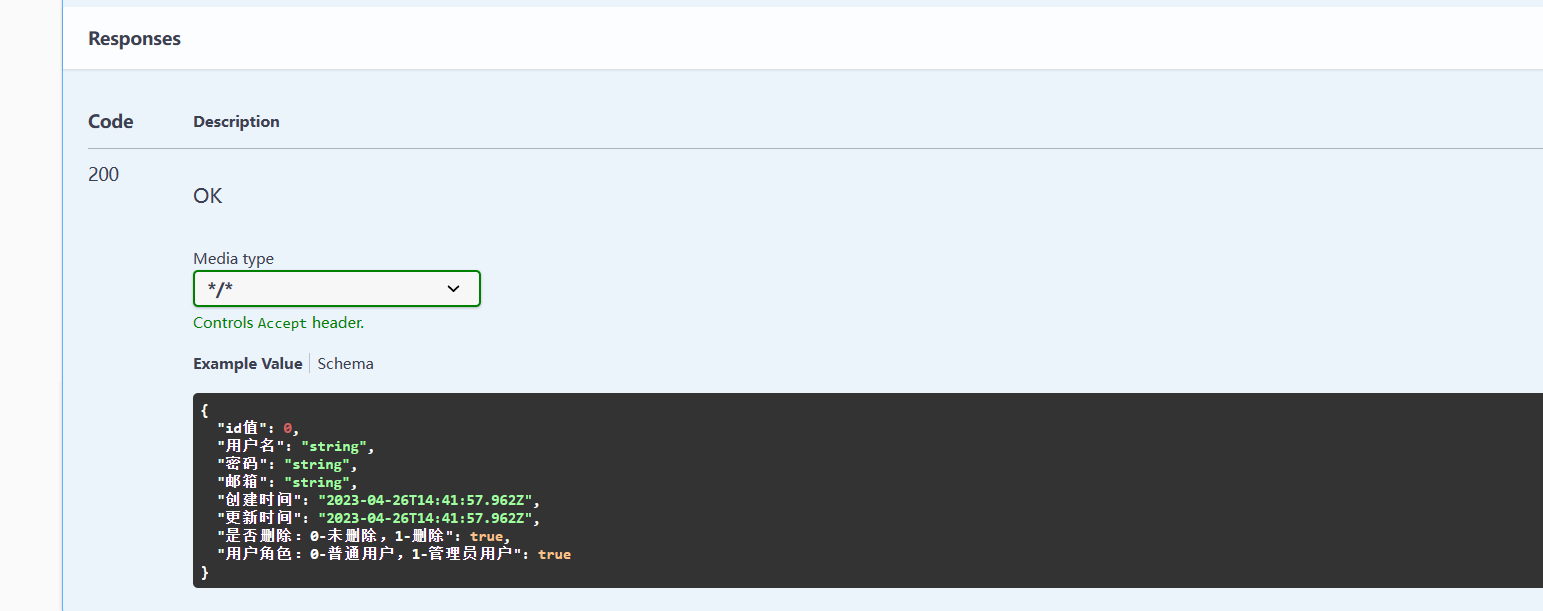 Responses
Code Description
200
OK
Media type
*/*
Controls Accept header.
Example Value Schema
{
"id值": 0,
"用户名": "string",
"密码": "string",
"邮箱": "string",
"创建时间": "2023-04-26T14:41:57.962Z",
"更新时间": "2023-04-26T14:41:57.962Z",
"是否删除：0-未删除，1-删除": true,
"用户角色：0-普通用户，1-管理员用户": true
}